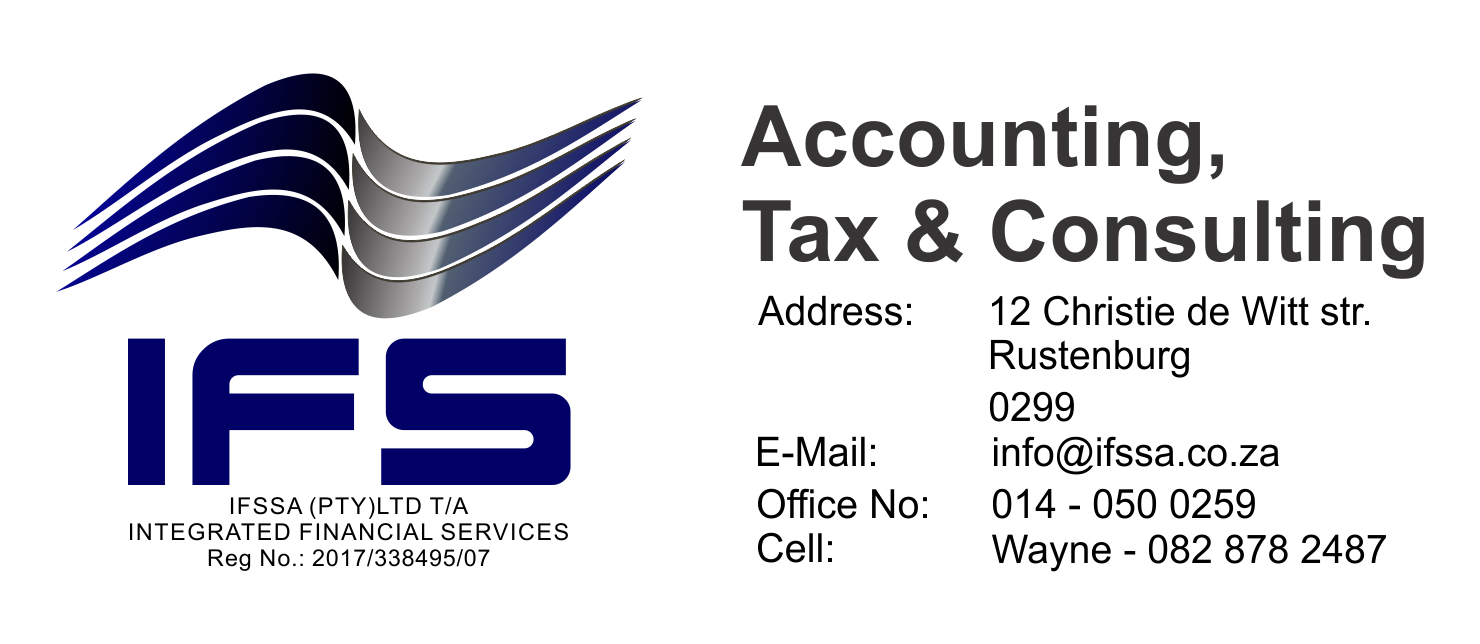 IFS
IFSSA (PTY)LTD T/A
INTEGRATED FINANCIAL SERVICES
Reg No.: 2017/338495/07
Accounting,
Tax & Consulting
Address: 12 Christie de Witt str.
Rustenburg
0299
E-Mail: info@ifssa.co.za
Office No: 014 - 050 0259
Cell: Wayne - 082 878 2487